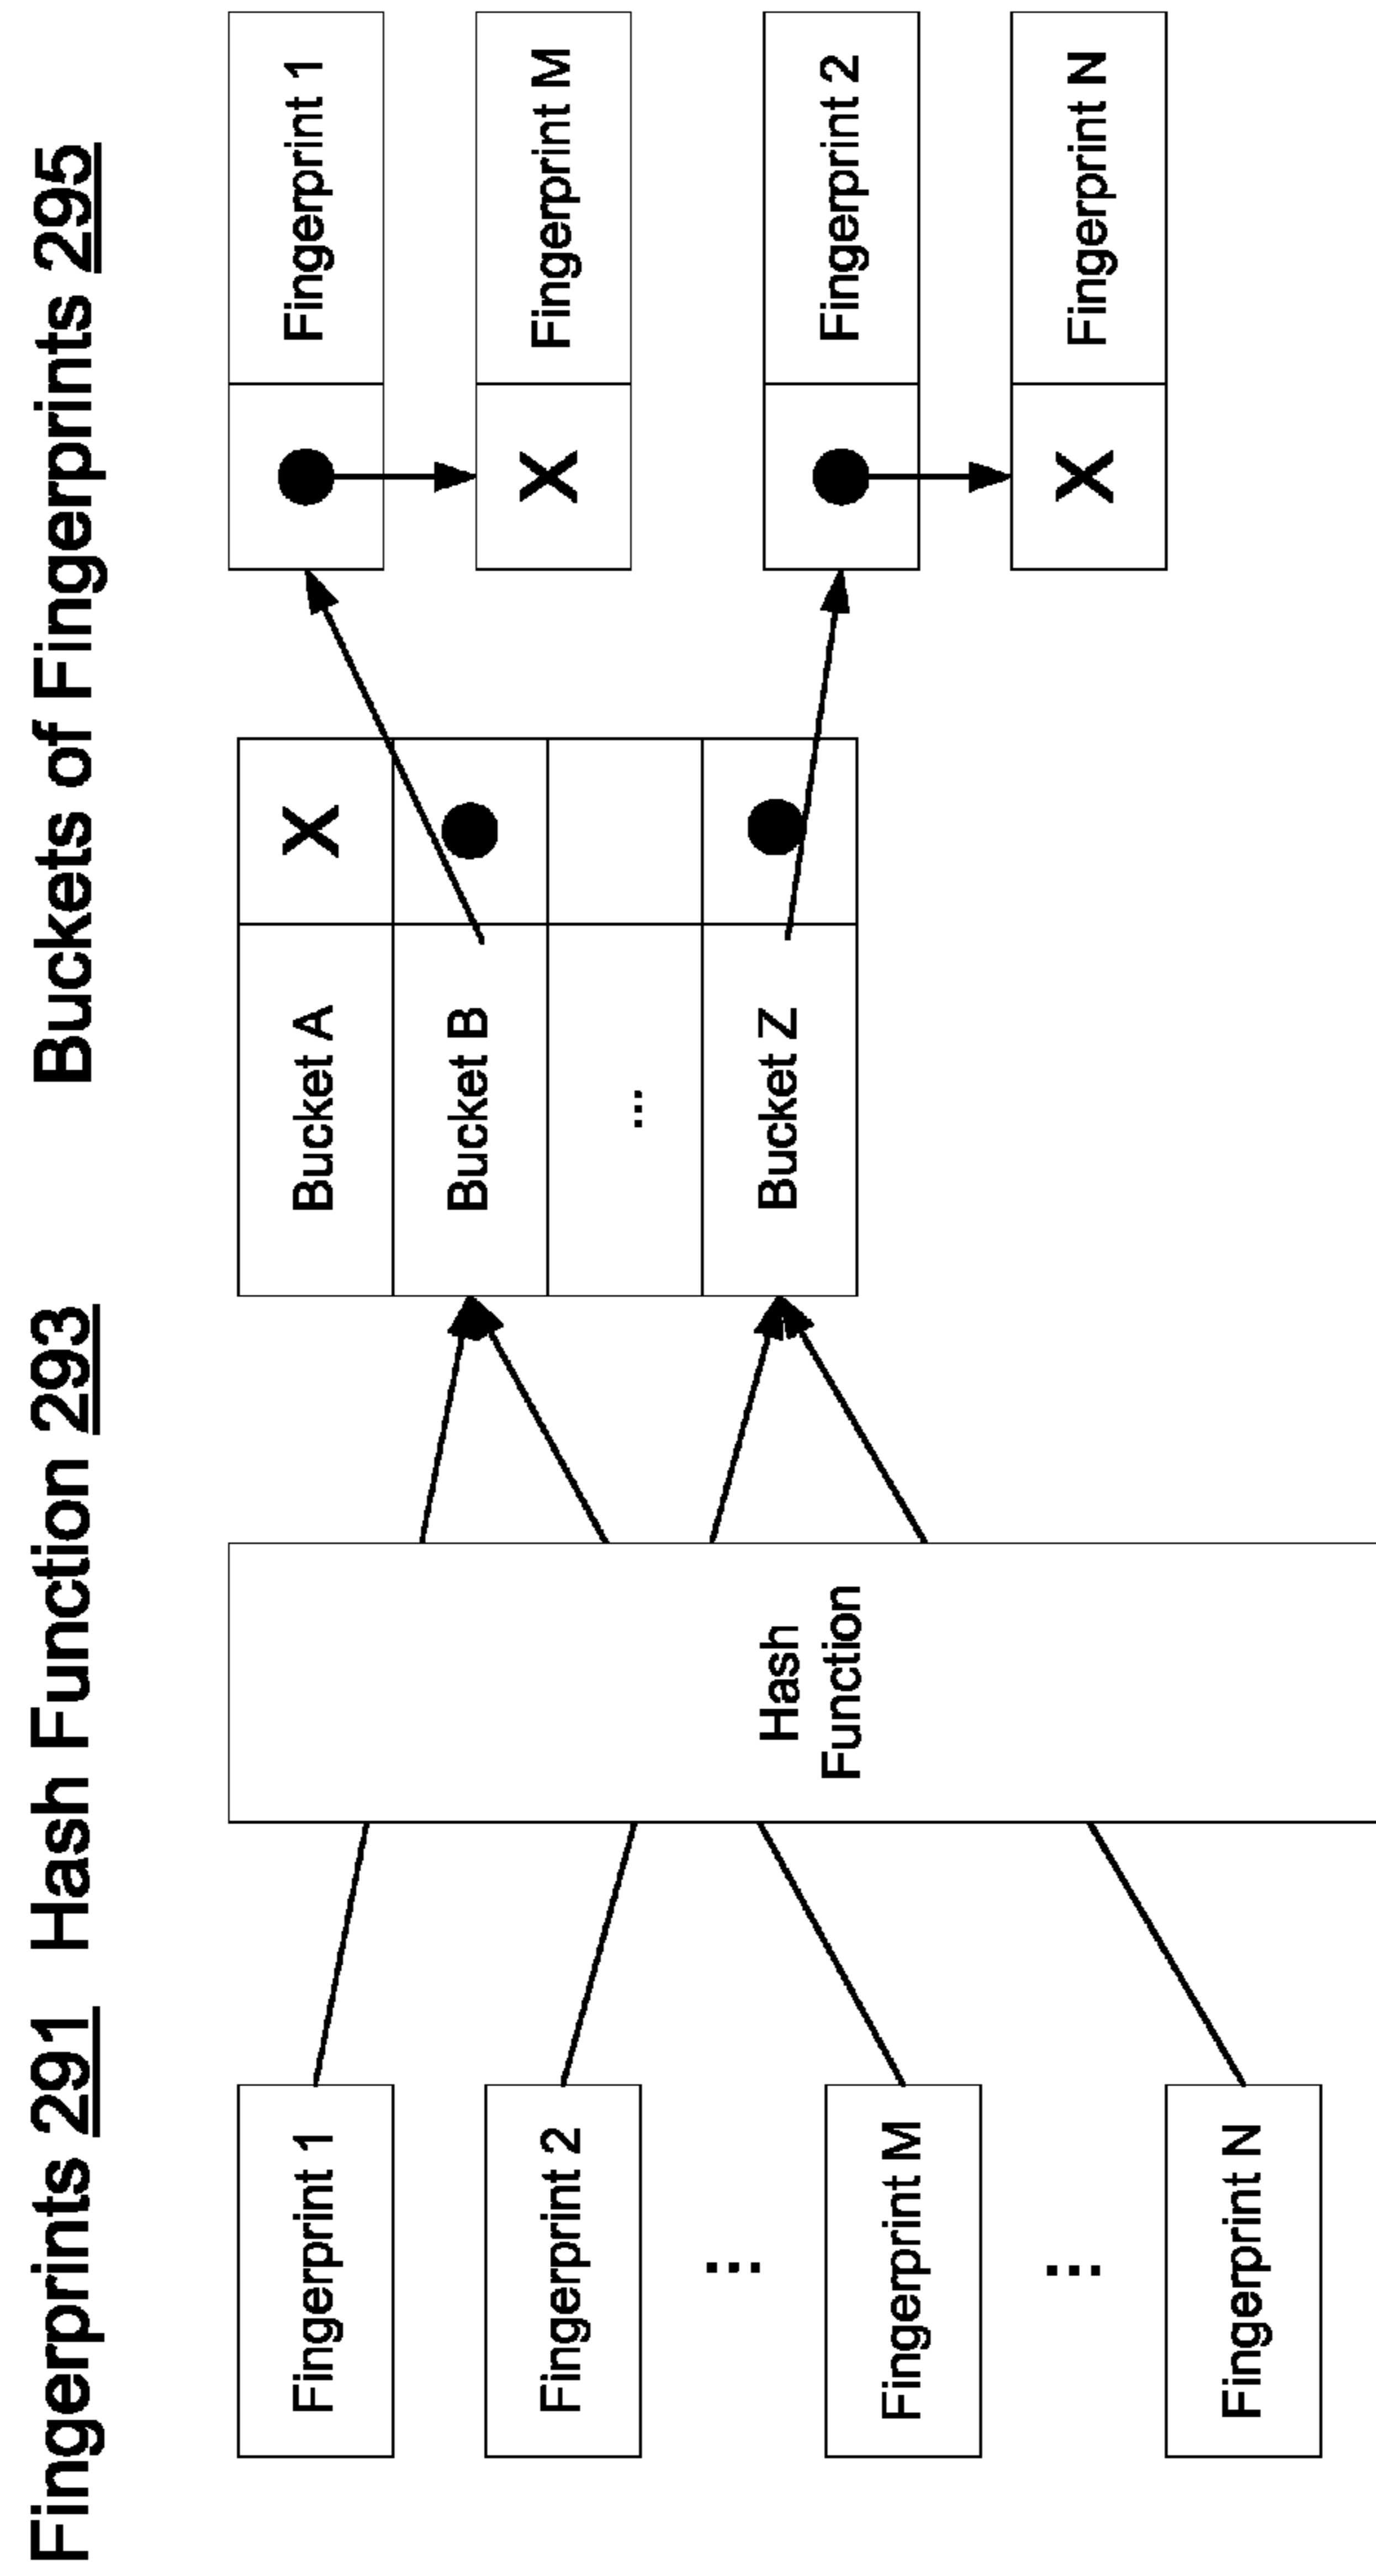 Fingerprints 291 Hash Function 293 Buckets of Fingerprints 295
Fingerprint 1
Fingerprint 2
...
Fingerprint M
...
Fingerprint N
Hash
Function
Bucket A X
Bucket B
...
Bucket Z
Fingerprint 1
X Fingerprint M
Fingerprint 2
X Fingerprint N